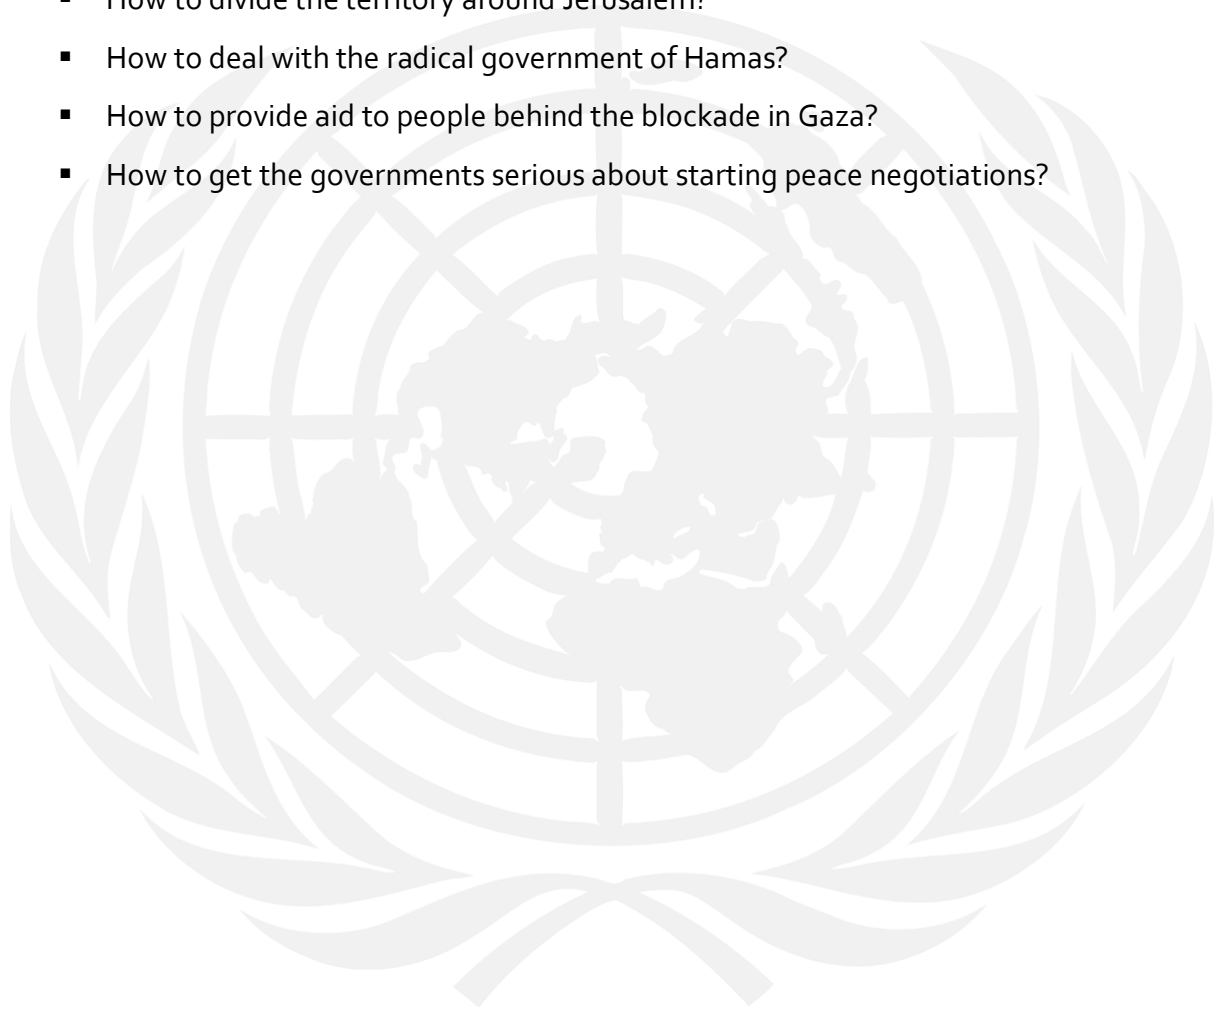 ▪ How to divide the territory around Jerusalem?
▪ How to deal with the radical government of Hamas?
▪ How to provide aid to people behind the blockade in Gaza?
▪ How to get the governments serious about starting peace negotiations?